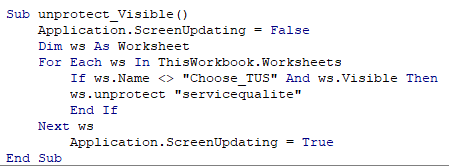 Sub unprotect_Visible()
    Application.ScreenUpdating = False
    Dim ws As Worksheet
    For Each ws In ThisWorkbook.Worksheets
        If ws.Name <> "Choose_TUS" And ws.Visible Then
        ws.unprotect "servicequalite"
        End If
    Next ws
        Application.ScreenUpdating = True
End Sub